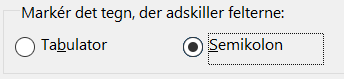 Markér det tegn, der adskiller felterne:
Tabulator
Semikolon